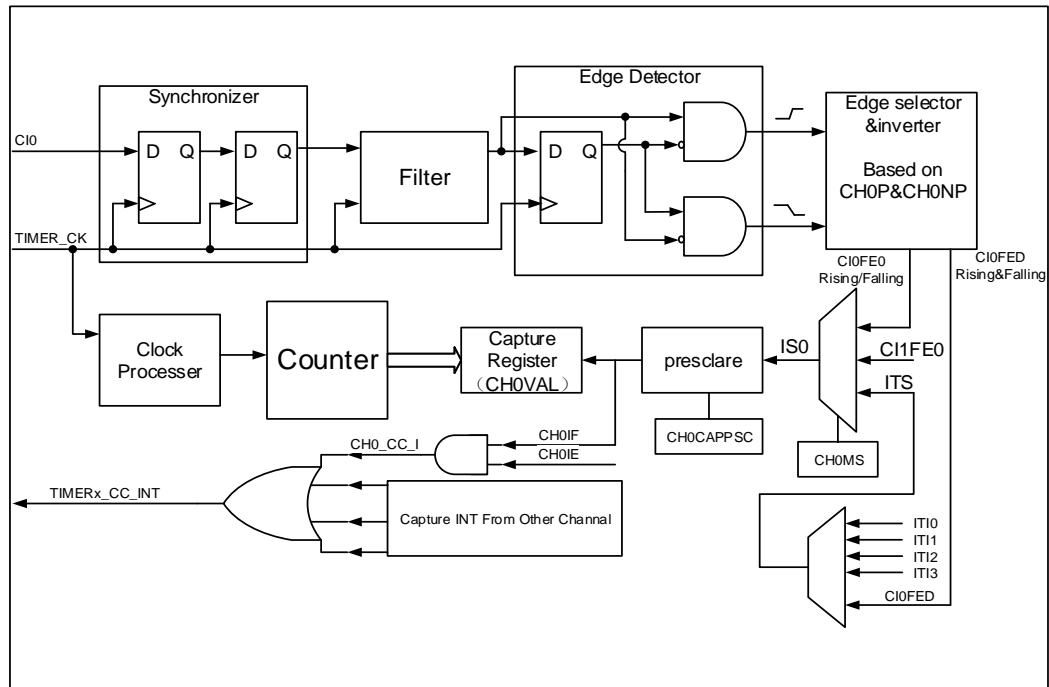 Edge Detector
Synchronizer
Edge selector
&inverter
Based on
CH0P&CH0NP
CI0
D Q
D Q
Filter
D Q
TIMER_CK
CI0FE0
Rising/Falling
CI0FED
Rising&Falling
Clock
Processer
Counter
Capture
Register
（CH0VAL）
presclare
IS0
CI1FE0
ITS
CH0CAPPSC
CH0MS
CH0_CC_I
CH0IF
CH0IE
TIMERx_CC_INT
Capture INT From Other Channel
ITI0
ITI1
ITI2
ITI3
CI0FED